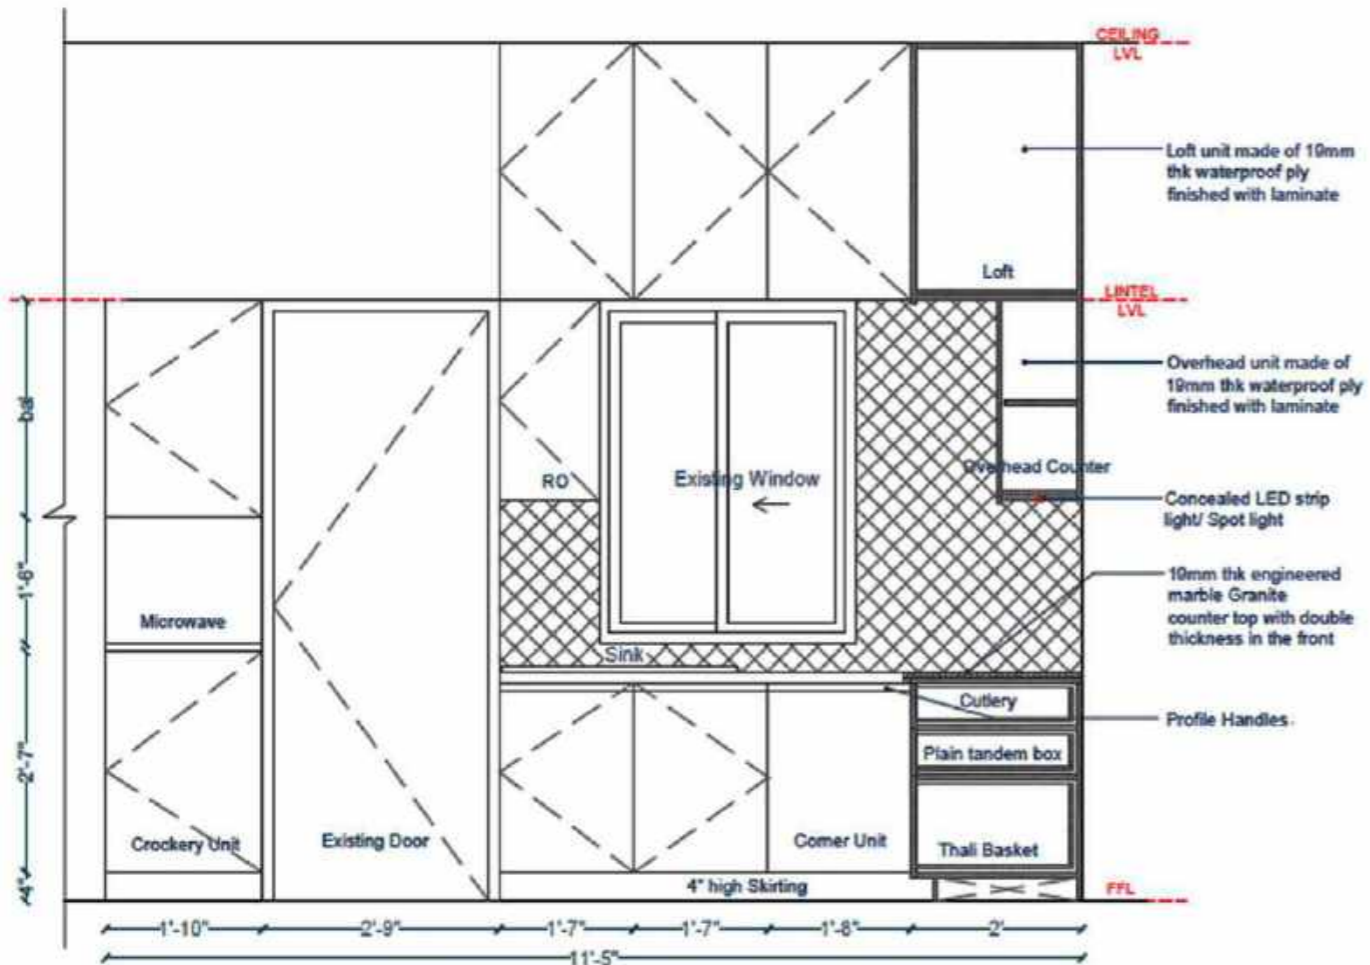 CEILING
LVL
Loft unit made of 19mm
thk waterproof ply
finished with laminate
Loft
LINTEL
LVL
Overhead unit made of
19mm thk waterproof ply
finished with laminate
bal
Overhead Counter
RO
Existing Window
Concealed LED strip
light/ Spot light
1'-6"
19mm thk engineered
marble Granite
counter top with double
thickness in the front
Microwave
Sink
Cutlery
Profile Handles
Plain tandem box
2'-7"
Crockery Unit
Existing Door
Corner Unit
Thali Basket
4"
4" high Skirting
FFL
1'-10"
2'-9"
1'-7"
1'-7"
1'-8"
2'
11'-5"